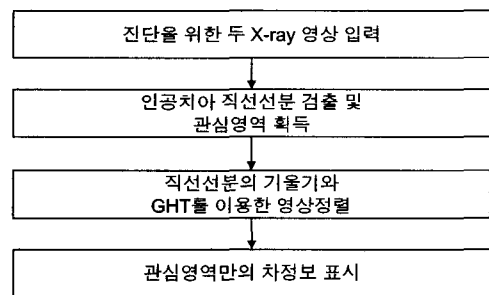 진단을 위한 두 X-ray 영상 입력
인공치아 직선선분 검출 및
관심영역 획득
직선선분의 기울기와
GHT를 이용한 영상정렬
관심영역만의 차정보 표시